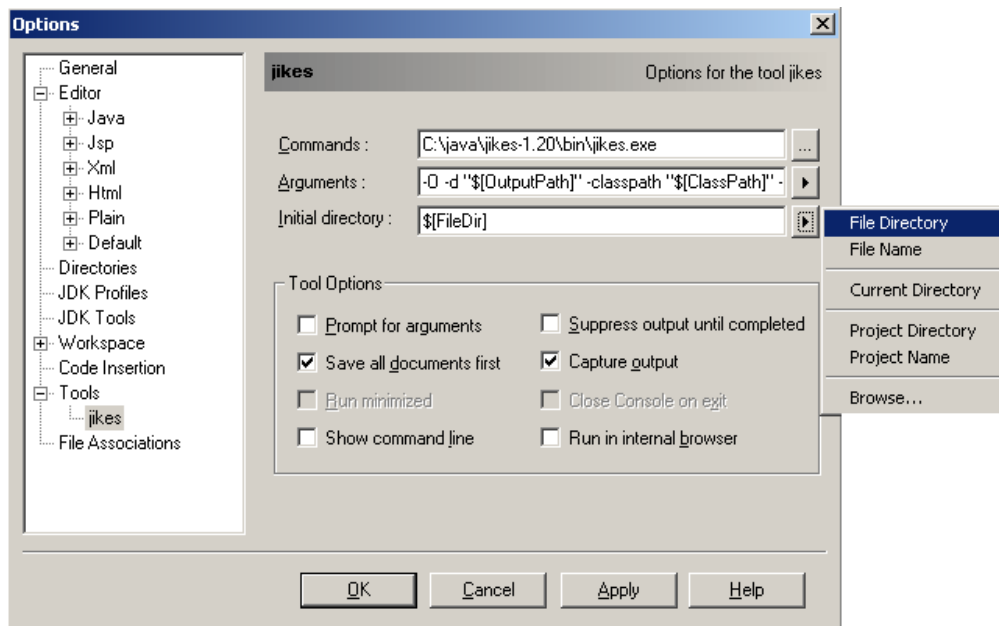 Options
General
Editor
Java
Jsp
Xml
Html
Plain
Default
Directories
JDK Profiles
JDK Tools
Workspace
Code Insertion
Tools
jikes
File Associations
jikes
Options for the tool jikes
Commands :
C:\java\jikes-1.20\bin\jikes.exe
...
Arguments :
-O -d "$[OutputPath]" -classpath "$[ClassPath]" -
Initial directory :
$[FileDir]
File Directory
File Name
Current Directory
Project Directory
Project Name
Browse...
Tool Options
Prompt for arguments
Suppress output until completed
Save all documents first
Capture output
Run minimized
Close Console on exit
Show command line
Run in internal browser
OK
Cancel
Apply
Help